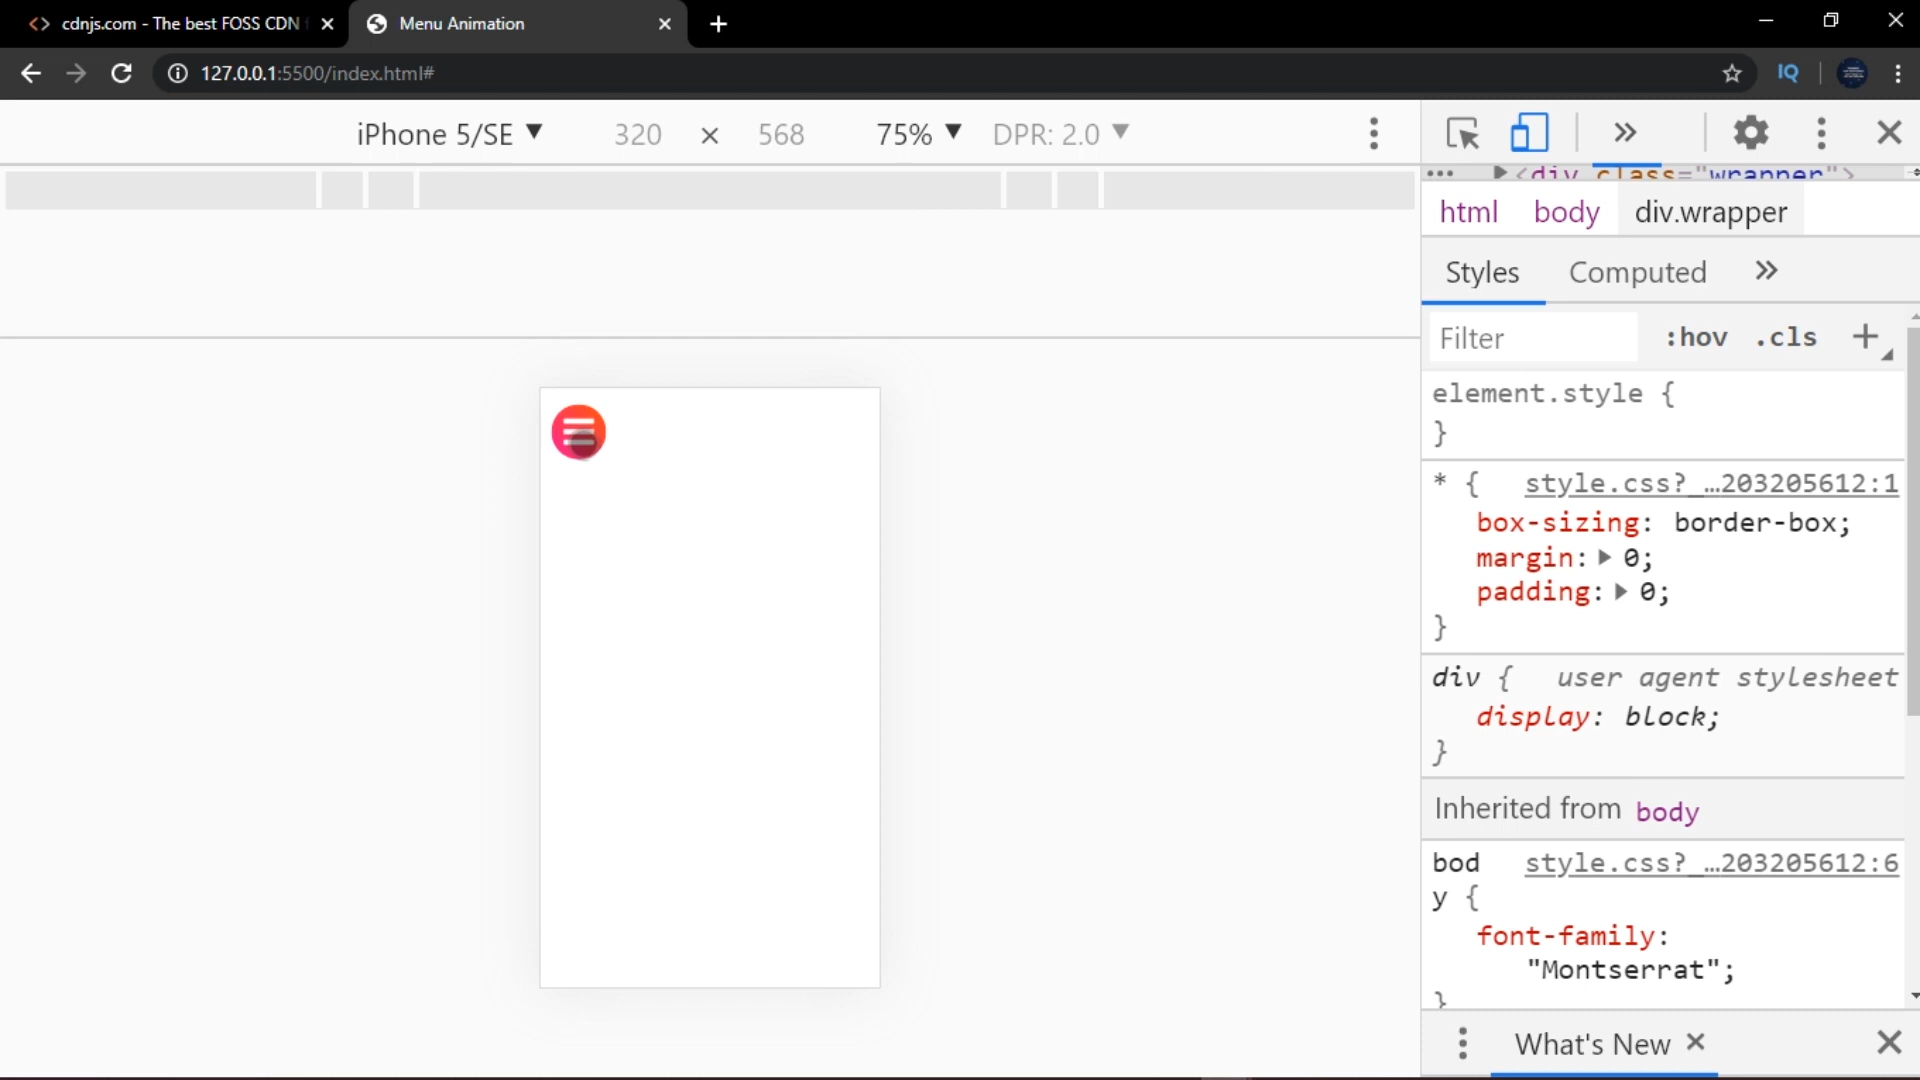 cdnjs.com - The best FOSS CDN
Menu Animation
127.0.0.1:5500/index.html#
IQ
iPhone 5/SE
320 × 568
75%
DPR: 2.0
<div class="wrapper">
html body div.wrapper
Styles Computed
Filter :hov .cls
element.style {
}
* { style.css?_…203205612:1
box-sizing: border-box;
margin: 0;
padding: 0;
}
div { user agent stylesheet
display: block;
}
Inherited from body
bod style.css?_…203205612:6
y {
font-family:
"Montserrat";
}
What's New